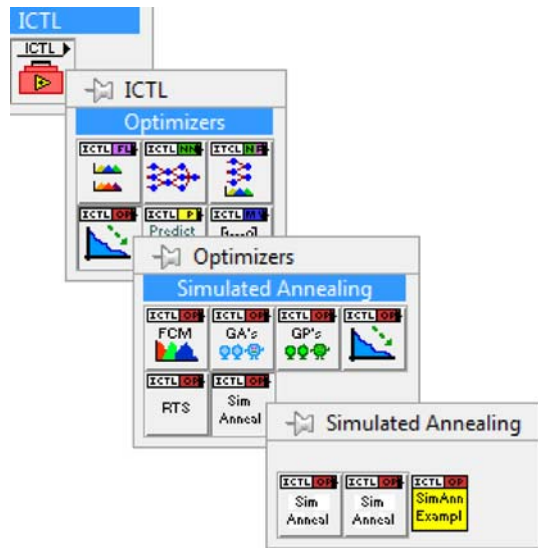 ICTL
ICTL
ICTL
Optimizers
ICTL FL ICTL NN ITCL NF
ICTL OP ICTL P ICTL MV
Predict
Optimizers
Simulated Annealing
ICTL OP ICTL OP ICTL OP ICTL OP
FCM GA's GP's
ICTL OP ICTL OP
RTS Sim Anneal
Simulated Annealing
ICTL OP ICTL OP ICTL OP
Sim Sim SimAnn
Anneal Anneal Exampl